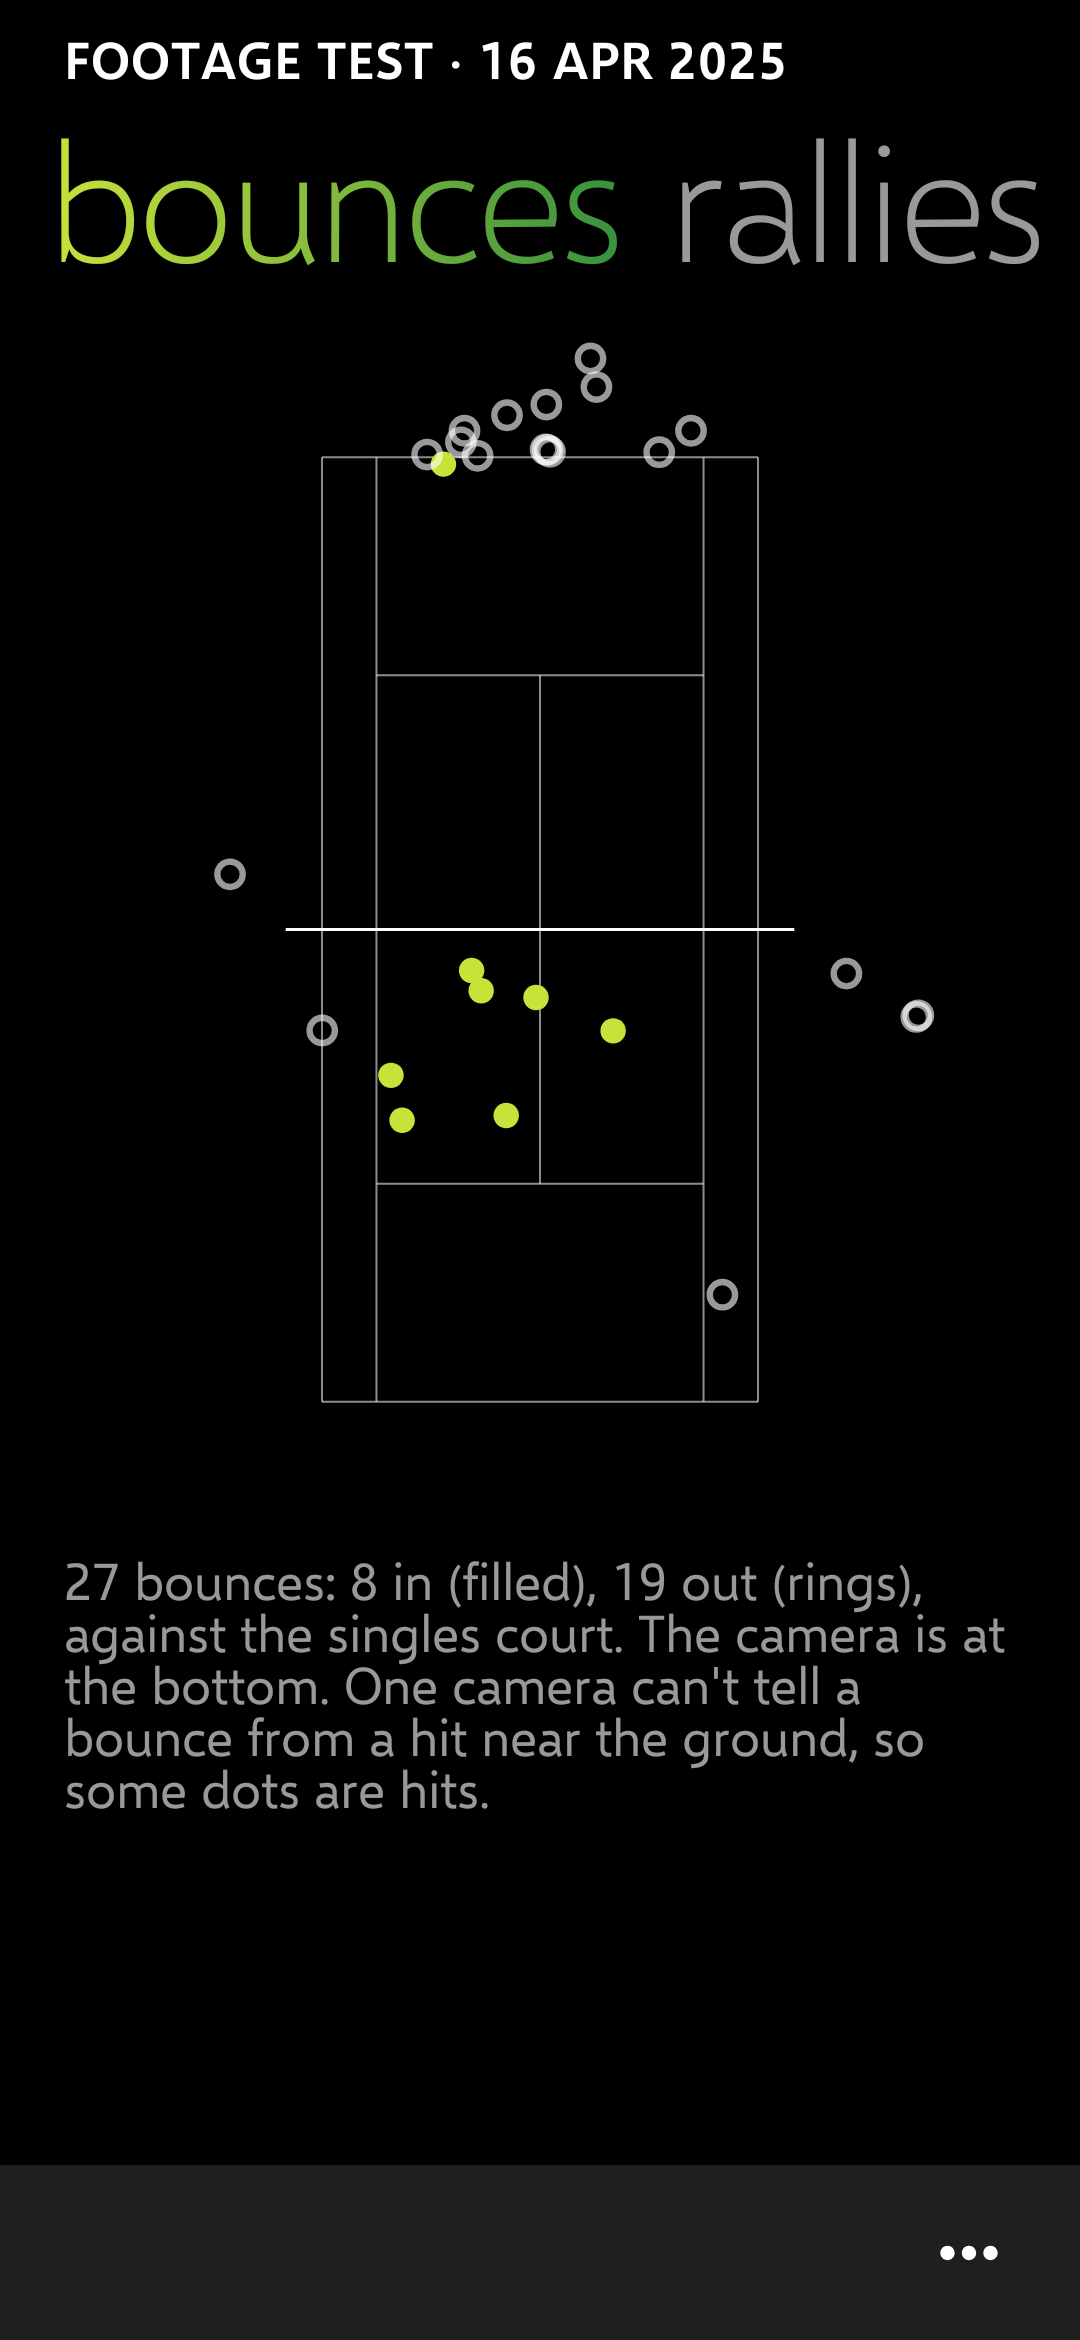 FOOTAGE TEST · 16 APR 2025
bounces rallies
27 bounces: 8 in (filled), 19 out (rings),
against the singles court. The camera is at
the bottom. One camera can't tell a
bounce from a hit near the ground, so
some dots are hits.